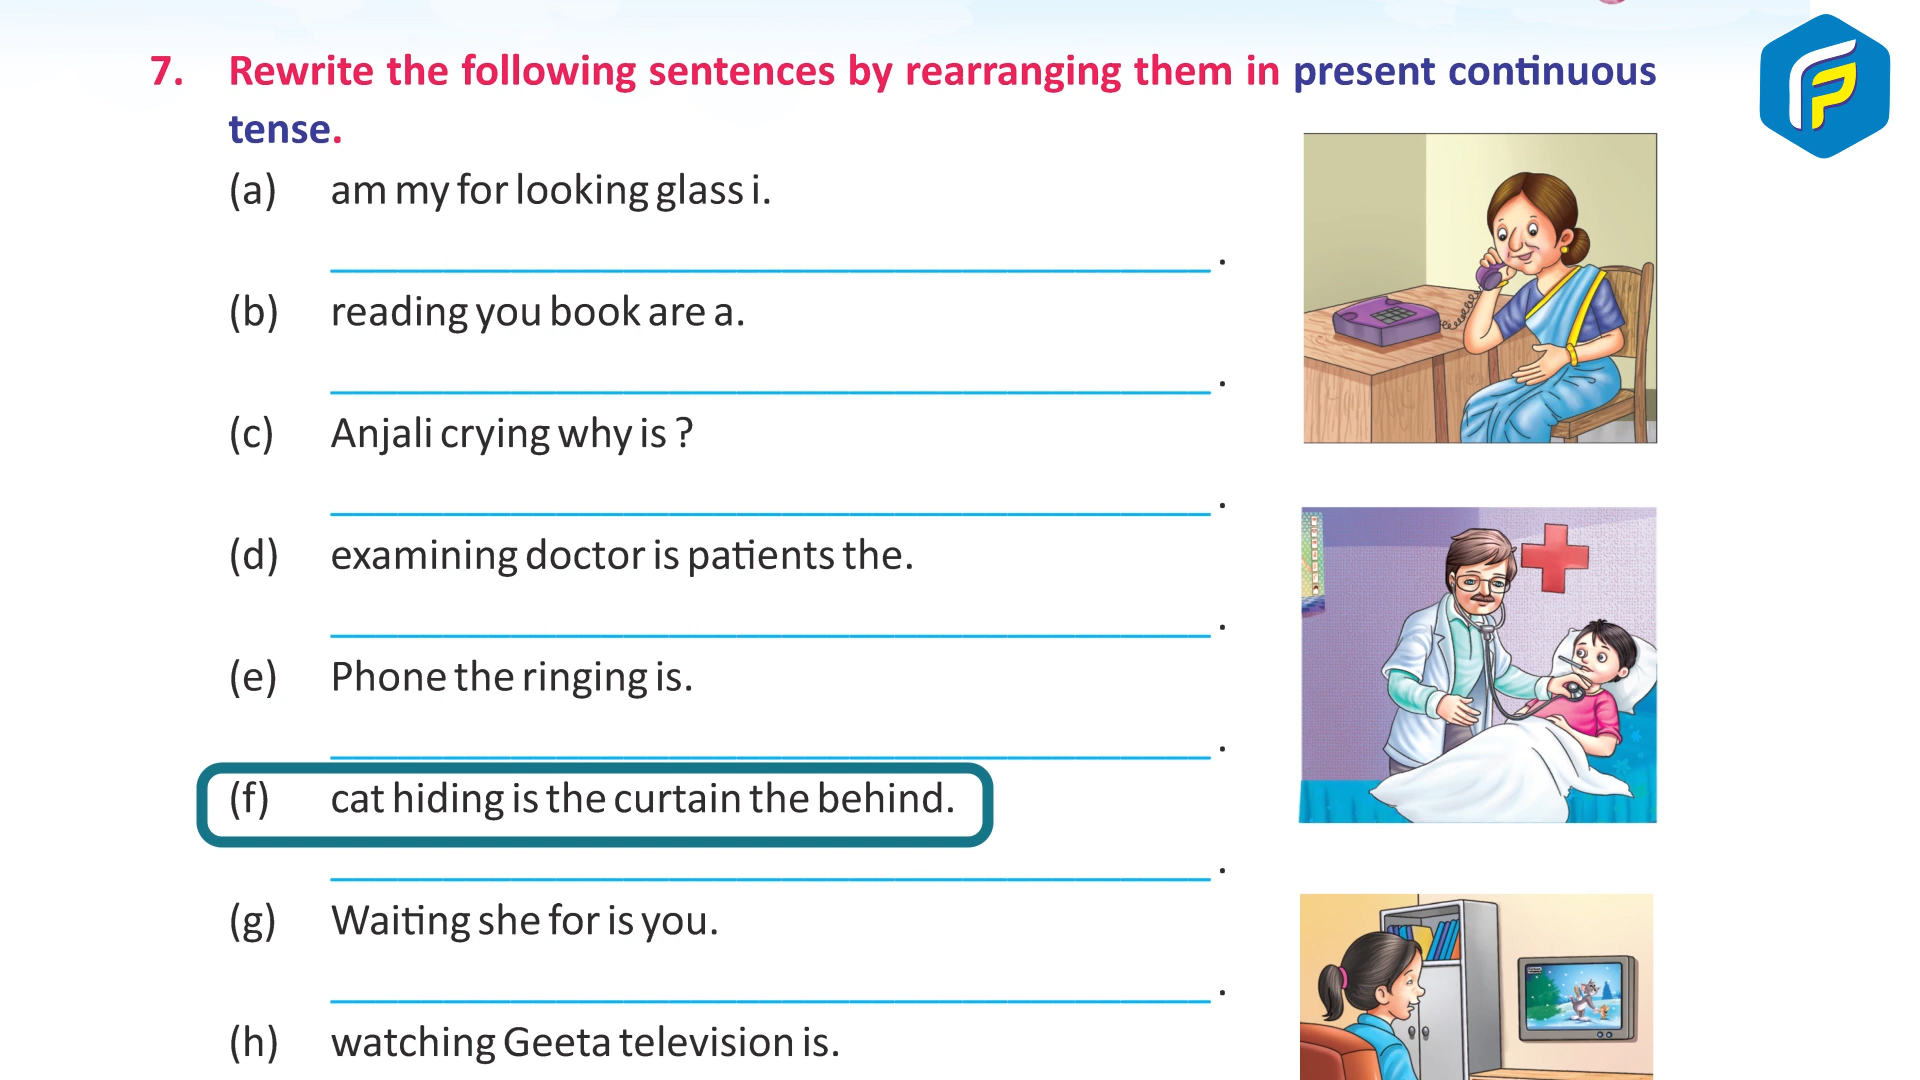 7. Rewrite the following sentences by rearranging them in present continuous
tense.
(a) am my for looking glass i.
.
(b) reading you book are a.
.
(c) Anjali crying why is ?
.
(d) examining doctor is patients the.
.
(e) Phone the ringing is.
.
(f) cat hiding is the curtain the behind.
.
(g) Waiting she for is you.
.
(h) watching Geeta television is.